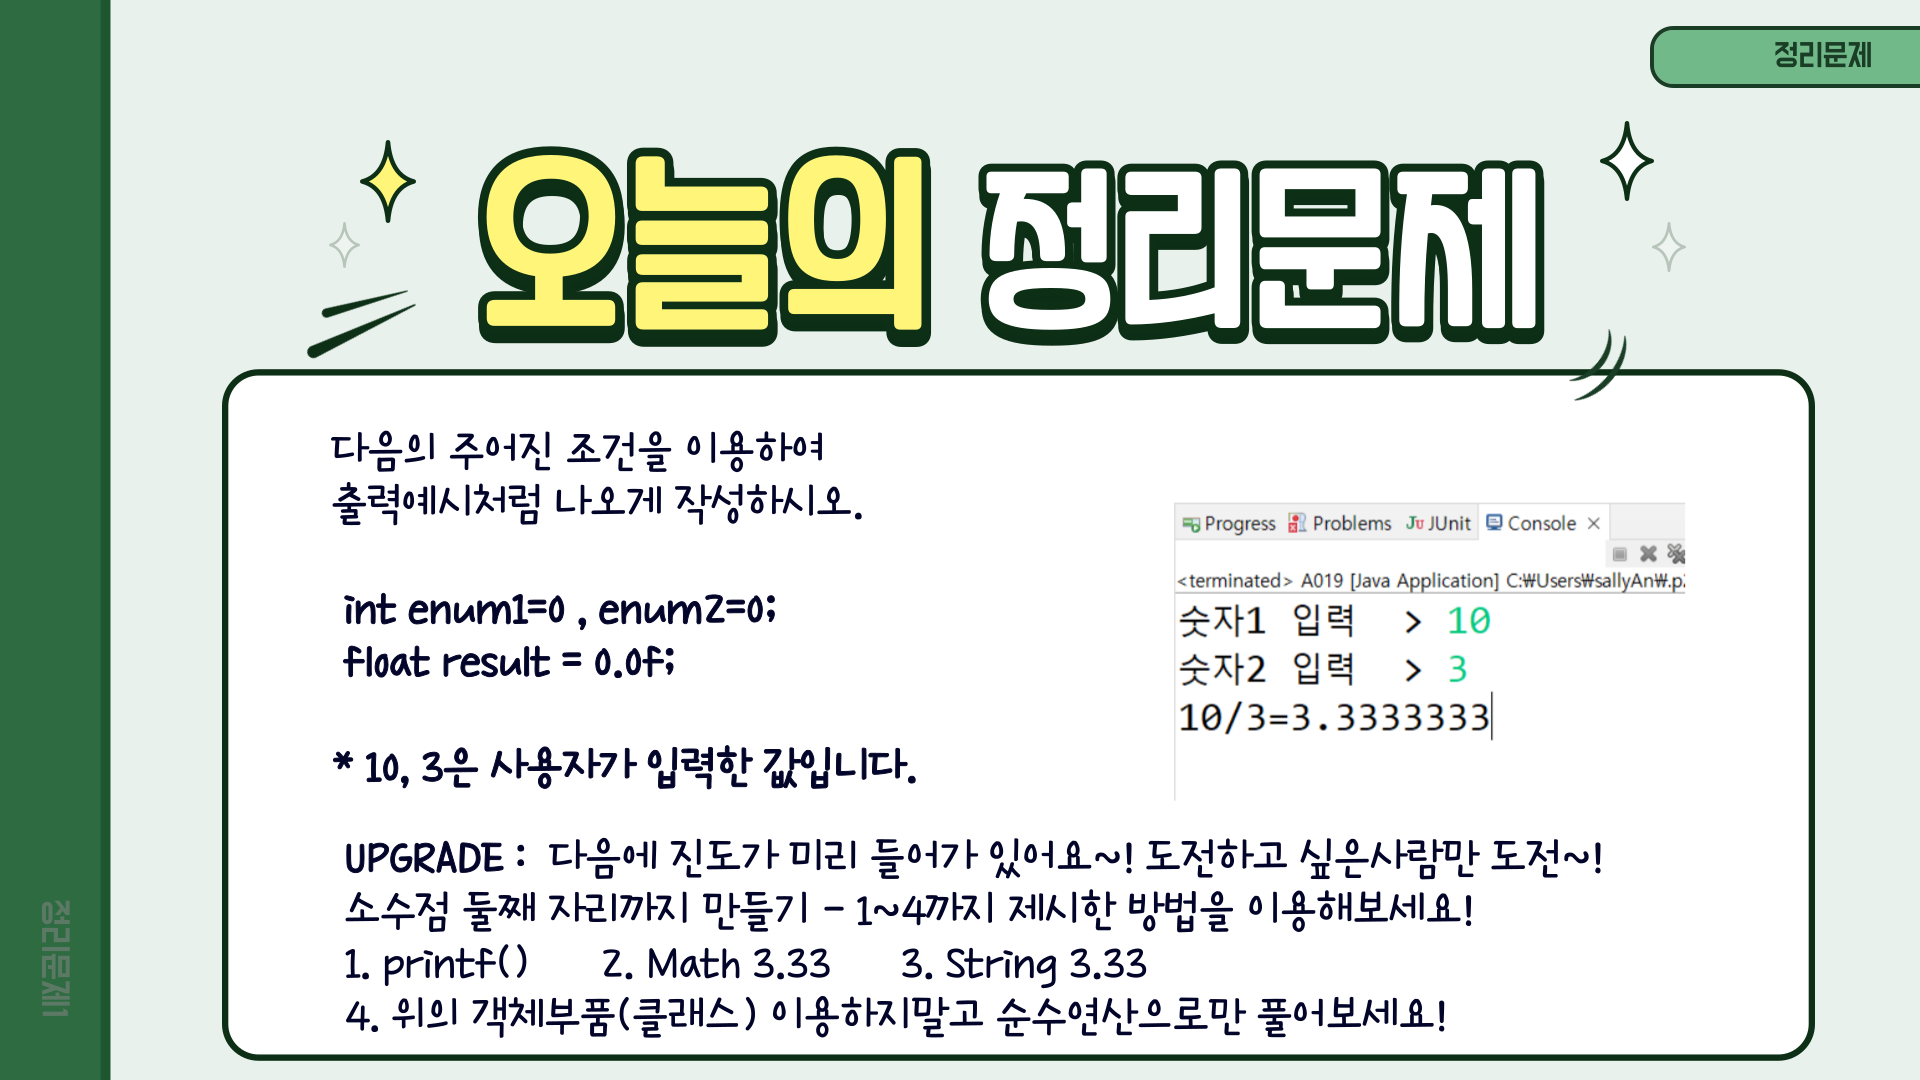 정리문제
오늘의 정리문제
다음의 주어진 조건을 이용하여
출력예시처럼 나오게 작성하시오.
int enum1=0 , enum2=0;
float result = 0.0f;
* 10, 3은 사용자가 입력한 값입니다.
Progress Problems JUnit Console
<terminated> A019 [Java Application] C:₩Users₩sallyAn₩.p2
숫자1 입력 > 10
숫자2 입력 > 3
10/3=3.3333333
UPGRADE : 다음에 진도가 미리 들어가 있어요~! 도전하고 싶은사람만 도전~!
소수점 둘째 자리까지 만들기 - 1~4까지 제시한 방법을 이용해보세요!
1. printf() 2. Math 3.33 3. String 3.33
4. 위의 객체부품(클래스) 이용하지말고 순수연산으로만 풀어보세요!
정리문제1